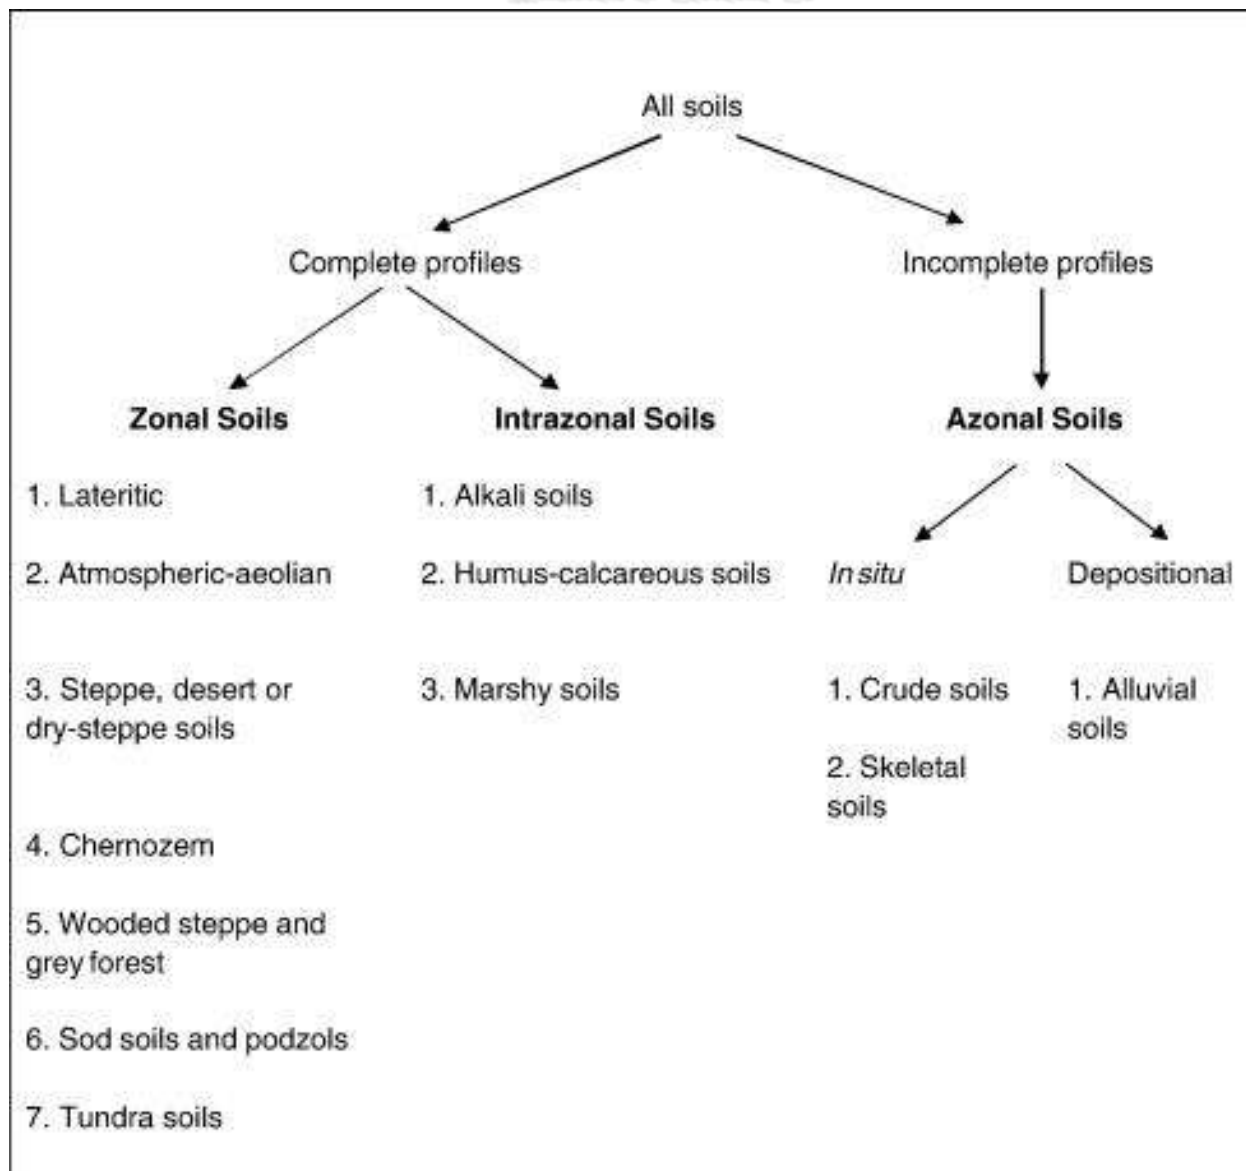 All soils
Complete profiles
Incomplete profiles
Zonal Soils
Intrazonal Soils
Azonal Soils
1. Lateritic
1. Alkali soils
2. Atmospheric-aeolian
2. Humus-calcareous soils
In situ
Depositional
3. Steppe, desert or
dry-steppe soils
3. Marshy soils
1. Crude soils
1. Alluvial
soils
2. Skeletal
soils
4. Chernozem
5. Wooded steppe and
grey forest
6. Sod soils and podzols
7. Tundra soils